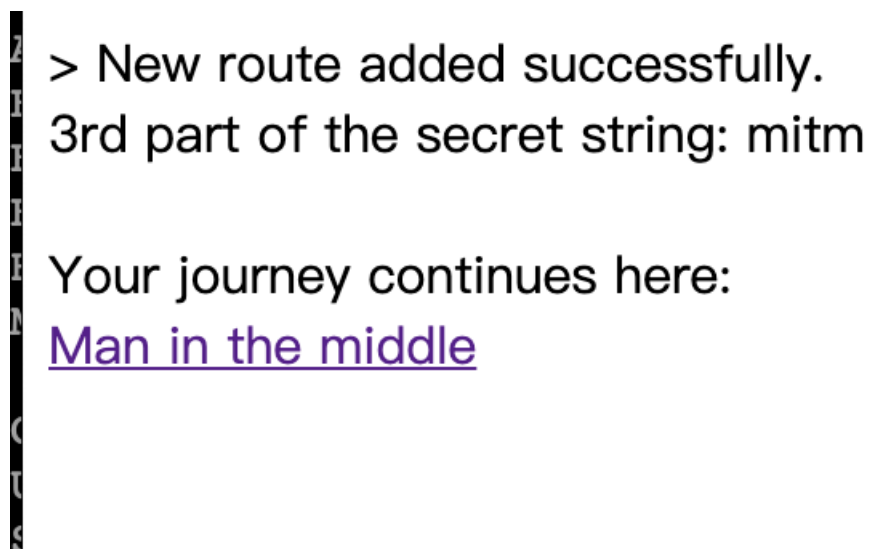 > New route added successfully.
3rd part of the secret string: mitm
Your journey continues here:
Man in the middle